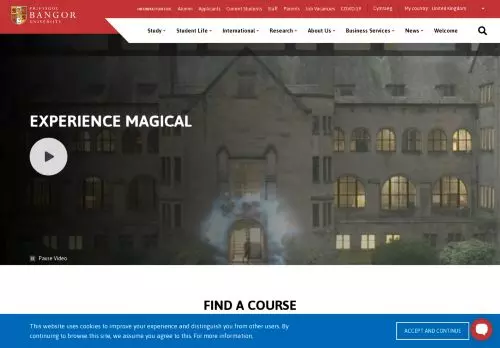 PRIFYSGOL
BANGOR
UNIVERSITY
INFORMATION FOR: Alumni Applicants Current Students Staff Parents Job Vacancies COVID-19 Cymraeg My country: United Kingdom
Study Student Life International Research About Us Business Services News Welcome
EXPERIENCE MAGICAL
Pause Video
FIND A COURSE
This website uses cookies to improve your experience and distinguish you from other users. By
continuing to browse this site, we assume you agree to this. For more information.
ACCEPT AND CONTINUE